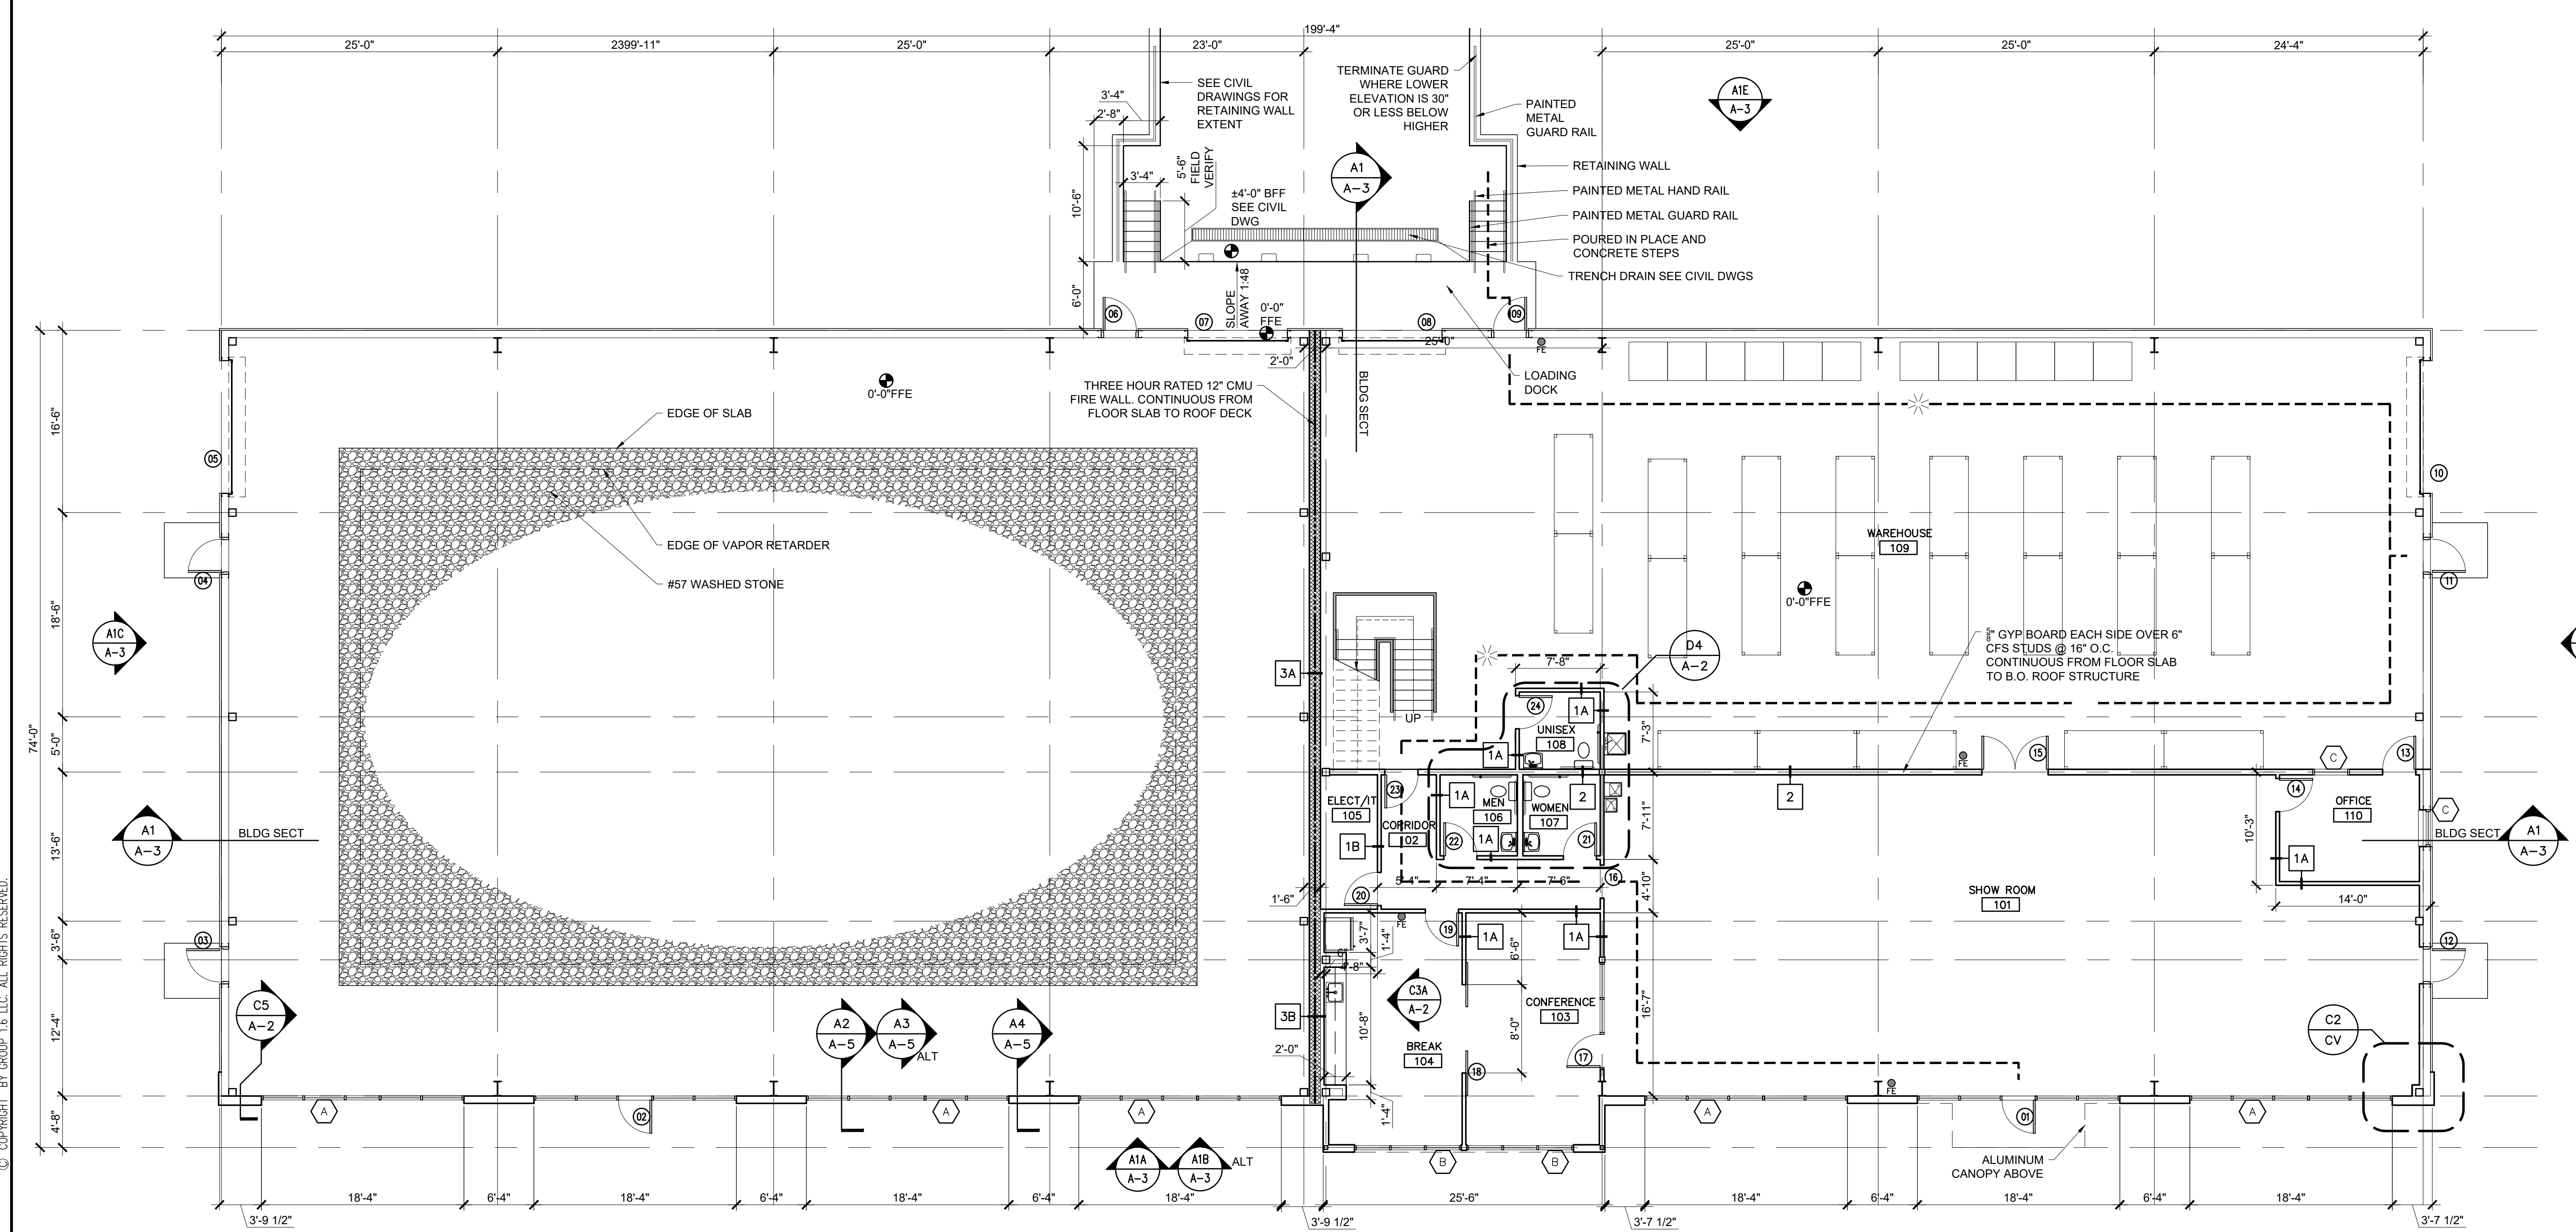 199'-4"
25'-0"
2399'-11"
25'-0"
23'-0"
25'-0"
25'-0"
24'-4"
SEE CIVIL
DRAWINGS FOR
RETAINING WALL
EXTENT
TERMINATE GUARD
WHERE LOWER
ELEVATION IS 30"
OR LESS BELOW
HIGHER
PAINTED
METAL
GUARD RAIL
A1E
A-3
3'-4"
2'-8"
RETAINING WALL
PAINTED METAL HAND RAIL
PAINTED METAL GUARD RAIL
POURED IN PLACE AND
CONCRETE STEPS
TRENCH DRAIN SEE CIVIL DWGS
A1
A-3
10'-6"
3'-4"
5'-6"
FIELD
VERIFY
±4'-0" BFF
SEE CIVIL
DWG
6'-0"
SLOPE
AWAY 1:48
0'-0"
FFE
06
07
08
09
25'-0"
FE
2'-0"
LOADING
DOCK
BLDG SECT
THREE HOUR RATED 12" CMU
FIRE WALL. CONTINUOUS FROM
FLOOR SLAB TO ROOF DECK
0'-0"FFE
EDGE OF SLAB
EDGE OF VAPOR RETARDER
#57 WASHED STONE
74'-0"
16'-6"
18'-6"
5'-0"
13'-6"
3'-6"
12'-4"
4'-8"
05
04
03
A1C
A-3
A1
A-3
BLDG SECT
C5
A-2
A2
A-5
A3
A-5
ALT
A4
A-5
3A
3B
WAREHOUSE
109
0'-0"FFE
10
11
" GYP BOARD EACH SIDE OVER 6"
CFS STUDS @ 16" O.C.
CONTINUOUS FROM FLOOR SLAB
TO B.O. ROOF STRUCTURE
D4
A-2
7'-8"
UP
24
1A
UNISEX
108
1A
7'-3"
FE
15
C
13
ELECT/IT
105
23
1A
MEN
106
WOMEN
107
2
2
CORRIDOR
02
1B
22
1A
21
7'-11"
14
OFFICE
110
C
10'-3"
1A
BLDG SECT
A1
A-3
5'-4"
7'-4"
7'-6"
16
4'-10"
20
1'-6"
FE
19
1A
1A
SHOW ROOM
101
14'-0"
12
3'-7"
1'-4"
6"
4'-8"
6'-6"
C3A
A-2
CONFERENCE
103
16'-7"
10'-8"
8'-0"
2'-0"
BREAK
104
18
17
1'-4"
FE
C2
CV
A
02
A
A
A
01
A
A1A
A-3
A1B
A-3
ALT
B
B
ALUMINUM
CANOPY ABOVE
18'-4"
6'-4"
18'-4"
6'-4"
18'-4"
6'-4"
18'-4"
25'-6"
18'-4"
6'-4"
18'-4"
6'-4"
18'-4"
3'-9 1/2"
3'-9 1/2"
3'-7 1/2"
3'-7 1/2"
© COPYRIGHT BY GROUP 1.6 LLC. ALL RIGHTS RESERVED.